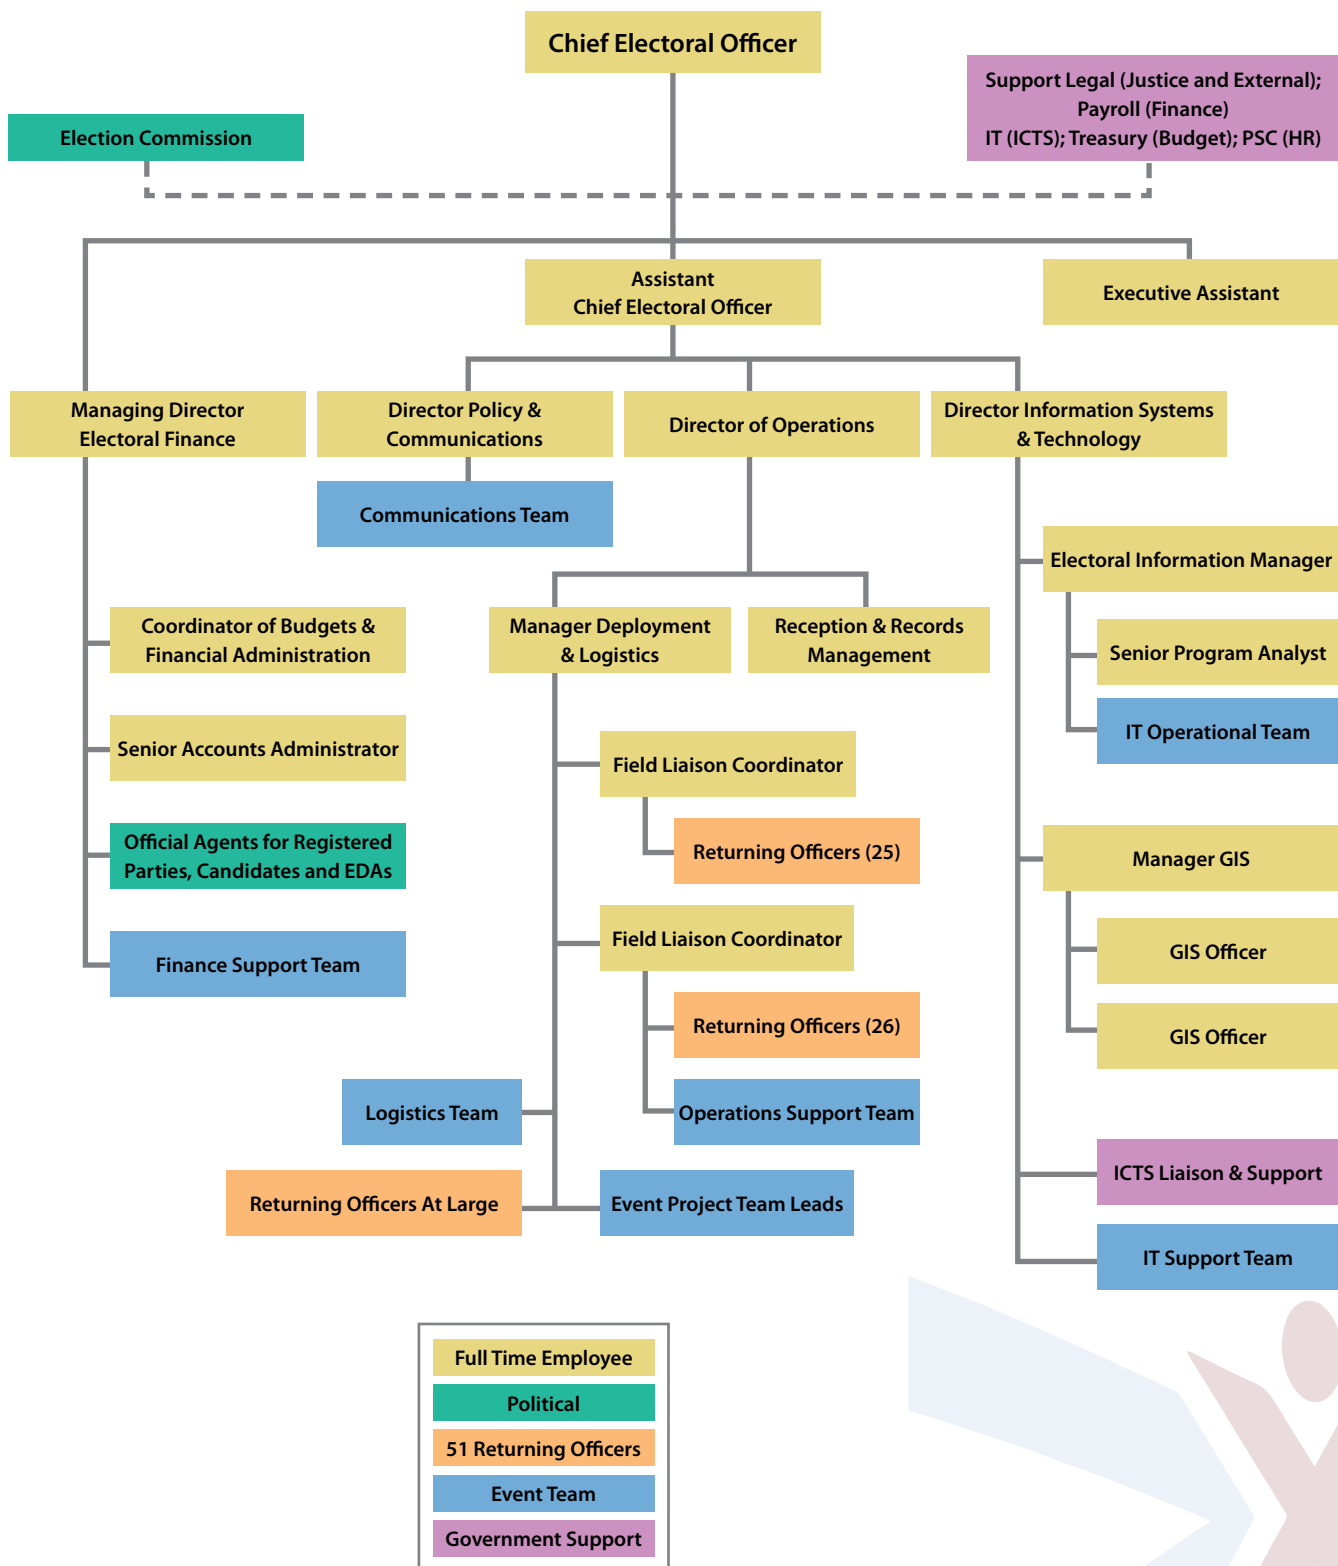 Chief Electoral Officer
Support Legal (Justice and External);
Payroll (Finance)
IT (ICTS); Treasury (Budget); PSC (HR)
Election Commission
Assistant
Chief Electoral Officer
Executive Assistant
Managing Director
Electoral Finance
Director Policy &
Communications
Director of Operations
Director Information Systems
& Technology
Communications Team
Electoral Information Manager
Coordinator of Budgets &
Financial Administration
Manager Deployment
& Logistics
Reception & Records
Management
Senior Program Analyst
IT Operational Team
Senior Accounts Administrator
Field Liaison Coordinator
Official Agents for Registered
Parties, Candidates and EDAs
Returning Officers (25)
Manager GIS
Finance Support Team
Field Liaison Coordinator
GIS Officer
Returning Officers (26)
GIS Officer
Logistics Team
Operations Support Team
Returning Officers At Large
Event Project Team Leads
ICTS Liaison & Support
IT Support Team
Full Time Employee
Political
51 Returning Officers
Event Team
Government Support